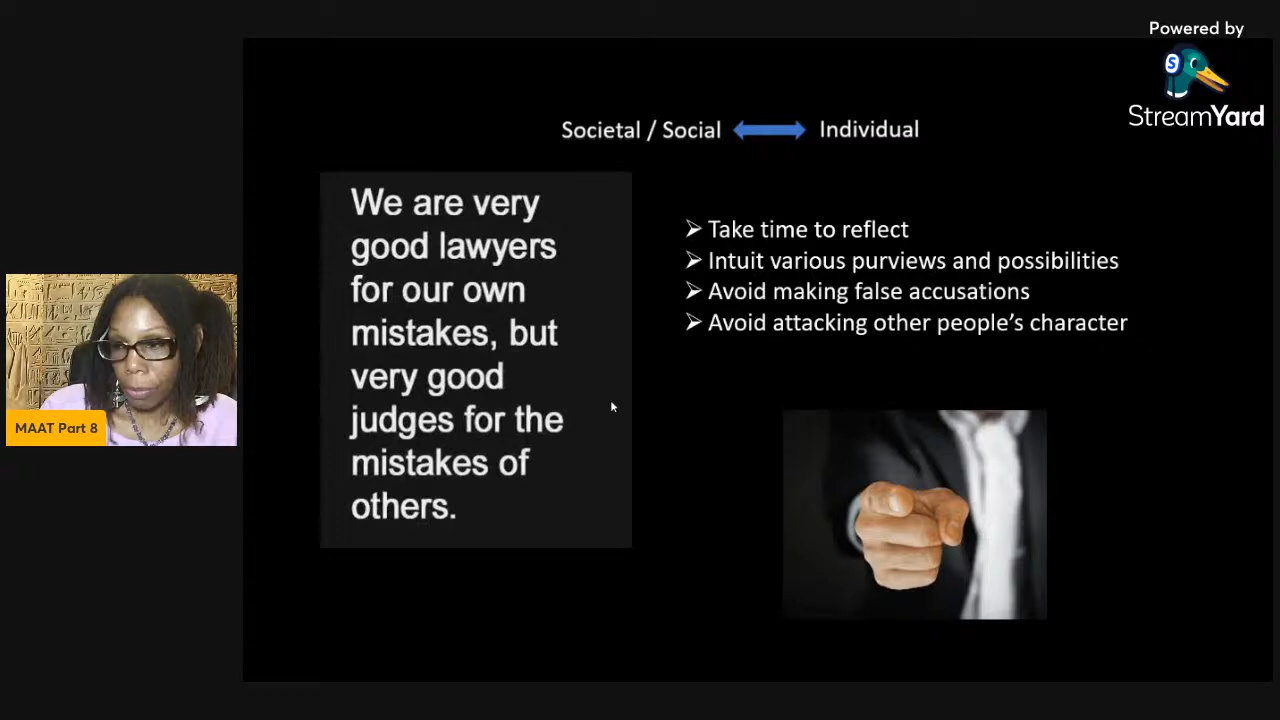 Powered by
StreamYard
Societal / Social
Individual
We are very
good lawyers
for our own
mistakes, but
very good
judges for the
mistakes of
others.
Take time to reflect
Intuit various purviews and possibilities
Avoid making false accusations
Avoid attacking other people’s character
MAAT Part 8